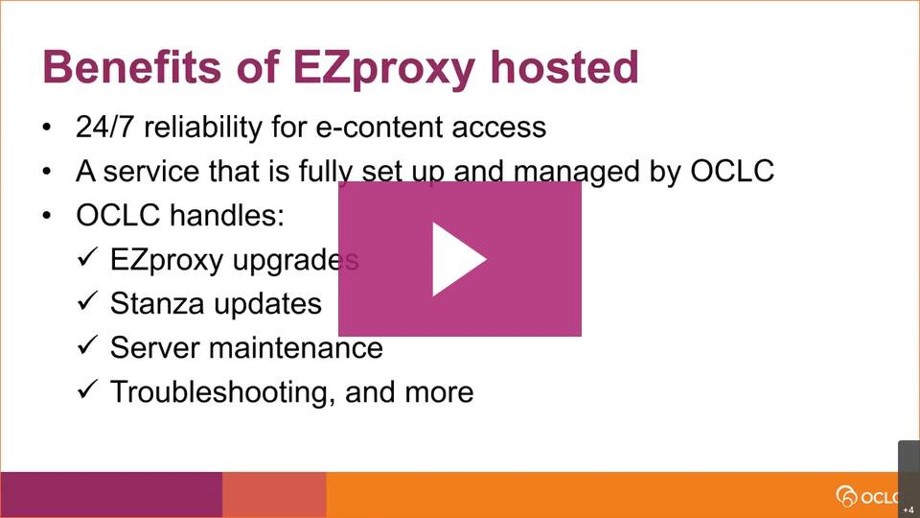 Benefits of EZproxy hosted
• 24/7 reliability for e-content access
• A service that is fully set up and managed by OCLC
• OCLC handles:
✓ EZproxy upgrades
✓ Stanza updates
✓ Server maintenance
✓ Troubleshooting, and more
OCLC
+4